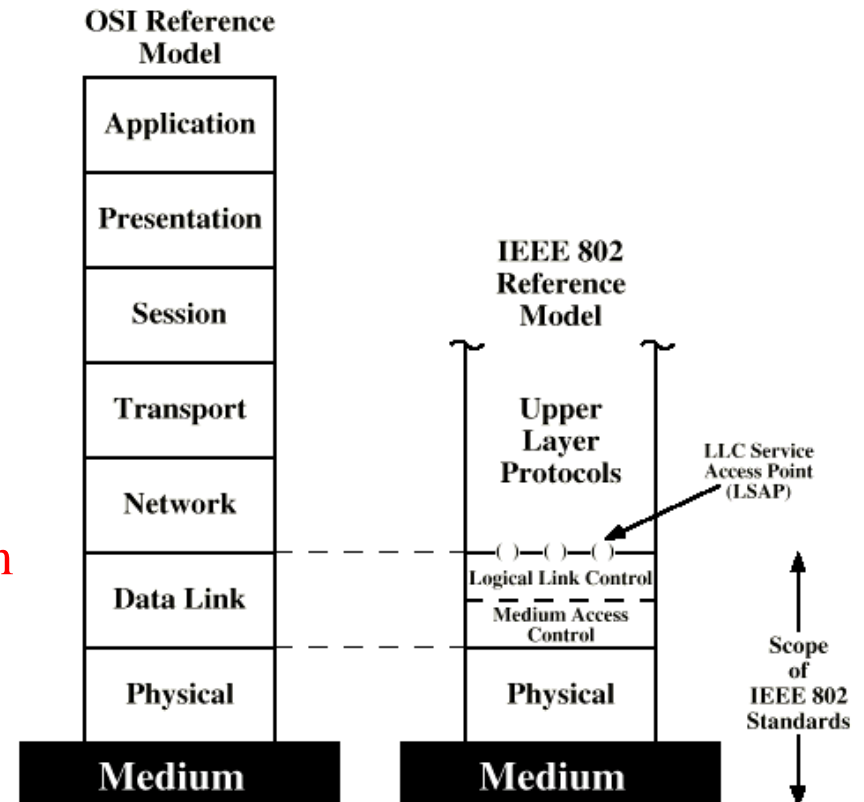 OSI Reference
Model
Application
Presentation
Session
Transport
Network
Data Link
Physical
Medium
IEEE 802
Reference
Model
Upper
Layer
Protocols
LLC Service
Access Point
(LSAP)
Logical Link Control
Medium Access
Control
Physical
Medium
Scope
of
IEEE 802
Standards